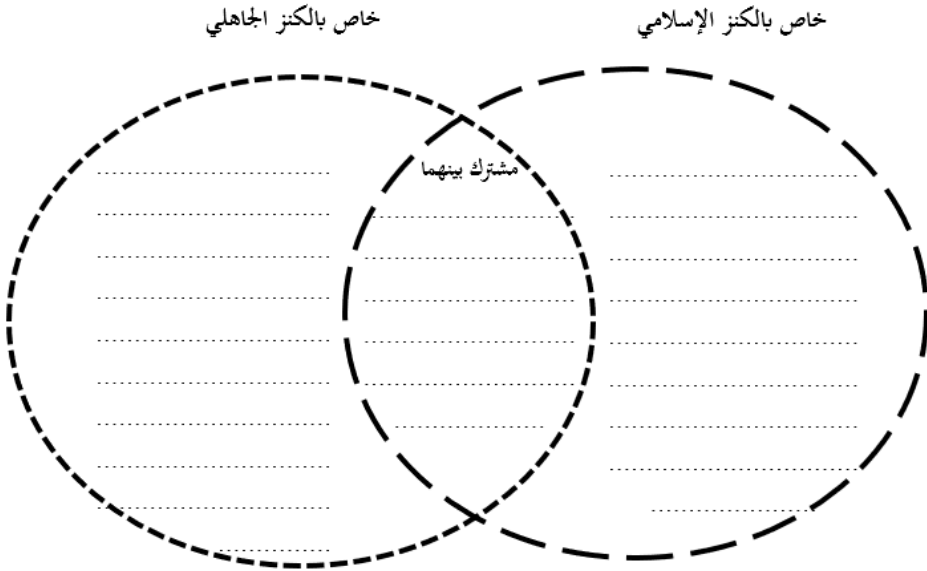 خاص بالكنز الإسلامي
خاص بالكنز الجاهلي
مشترك بينهما